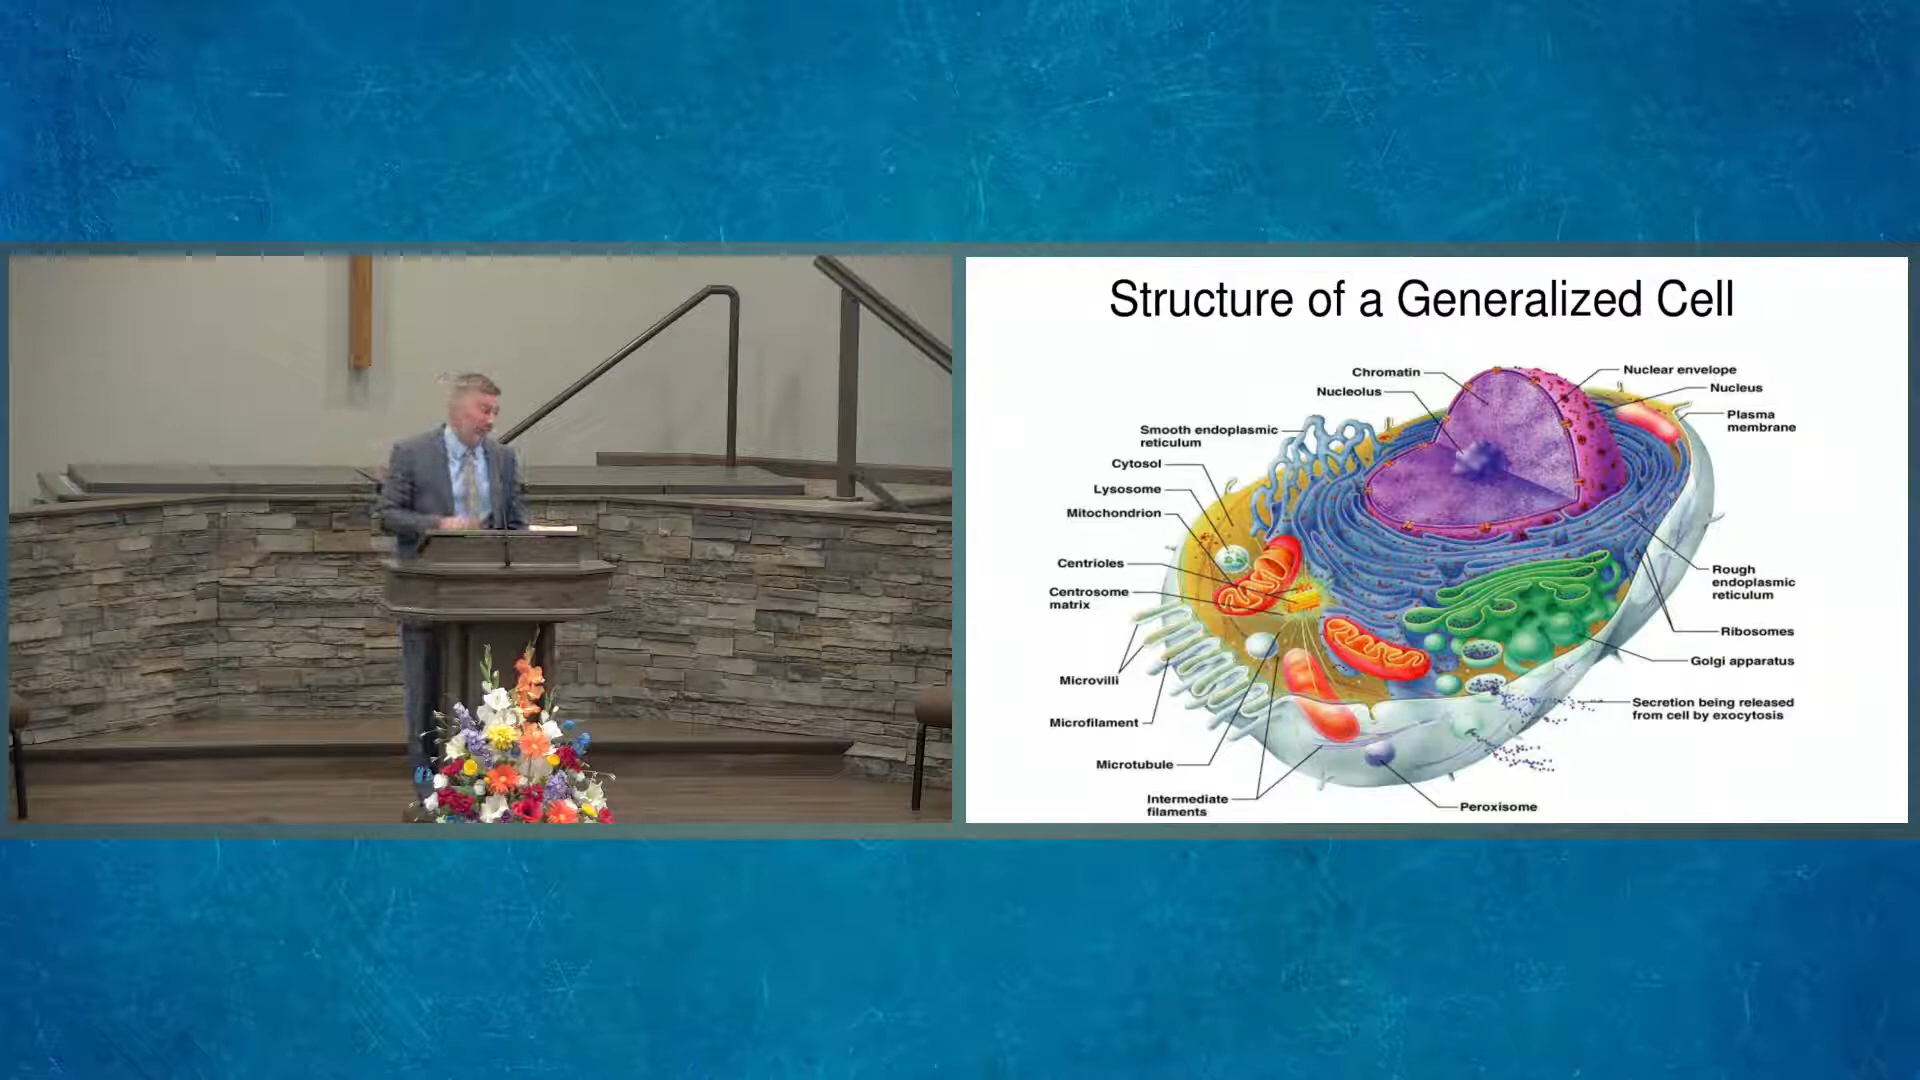 Structure of a Generalized Cell
Chromatin
Nucleolus
Smooth endoplasmic
reticulum
Cytosol
Lysosome
Mitochondrion
Centrioles
Centrosome
matrix
Microvilli
Microfilament
Microtubule
Intermediate
filaments
Nuclear envelope
Nucleus
Plasma
membrane
Rough
endoplasmic
reticulum
Ribosomes
Golgi apparatus
Secretion being released
from cell by exocytosis
Peroxisome